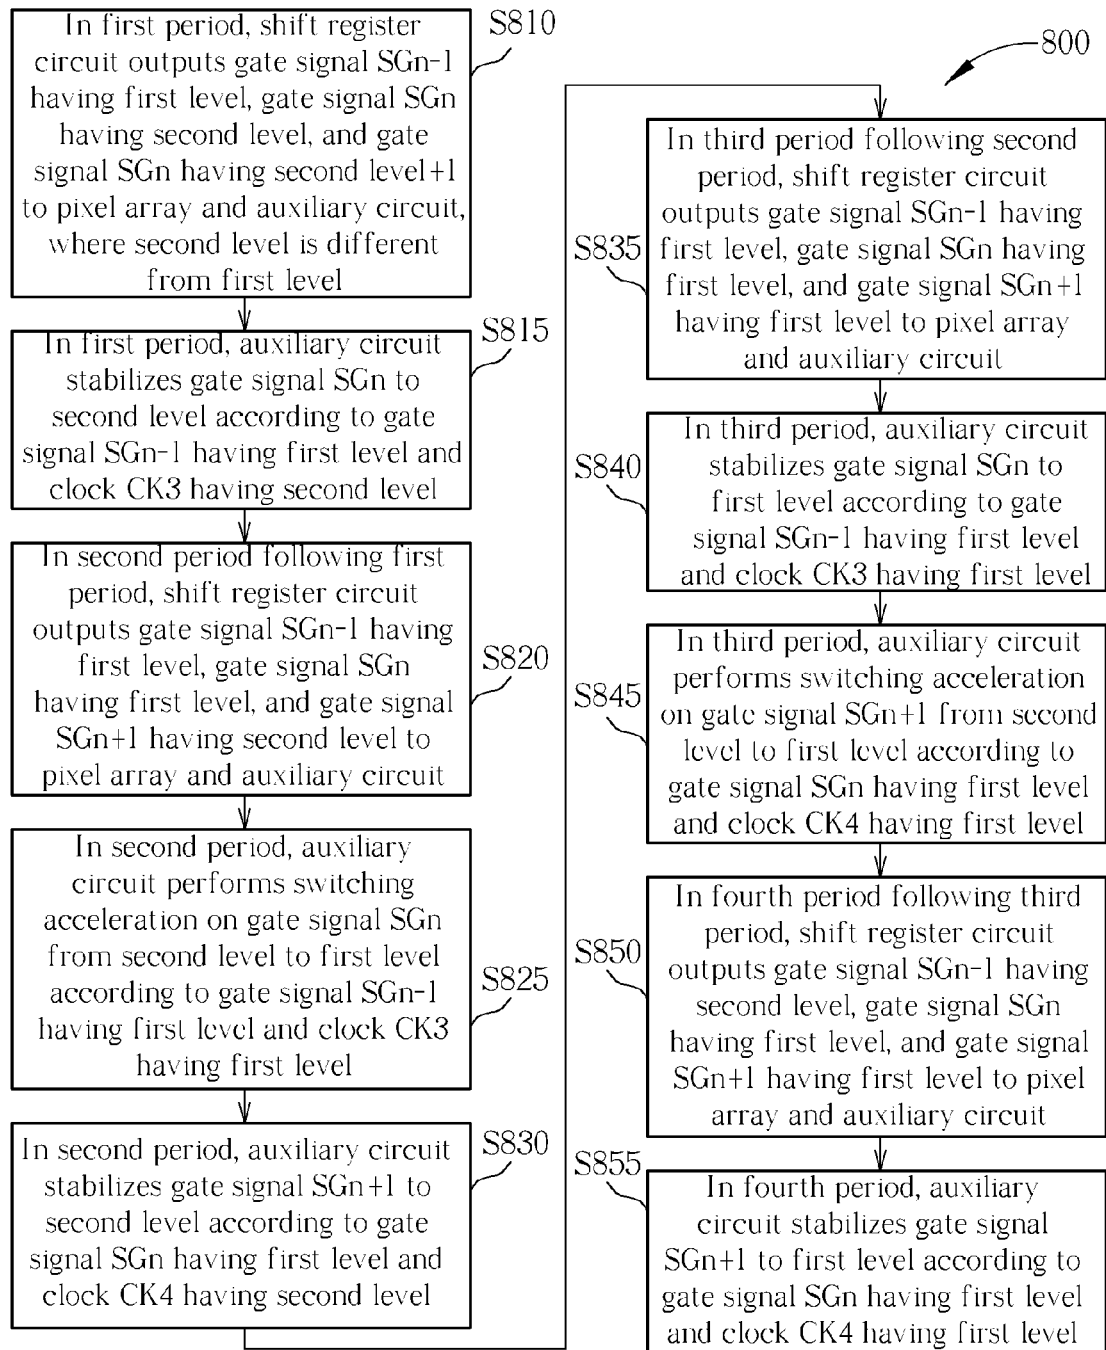 In first period, shift register
circuit outputs gate signal SGn-1
having first level, gate signal SGn
having second level, and gate
signal SGn having second level+1
to pixel array and auxiliary circuit,
where second level is different
from first level
S810
In first period, auxiliary circuit
stabilizes gate signal SGn to
second level according to gate
signal SGn-1 having first level and
clock CK3 having second level
S815
In second period following first
period, shift register circuit
outputs gate signal SGn-1 having
first level, gate signal SGn
having first level, and gate signal
SGn+1 having second level to
pixel array and auxiliary circuit
S820
In second period, auxiliary
circuit performs switching
acceleration on gate signal SGn
from second level to first level
according to gate signal SGn-1
having first level and clock CK3
having first level
S825
In second period, auxiliary circuit
stabilizes gate signal SGn+1 to
second level according to gate
signal SGn having first level and
clock CK4 having second level
S830
800
In third period following second
period, shift register circuit
outputs gate signal SGn-1 having
first level, gate signal SGn having
first level, and gate signal SGn+1
having first level to pixel array
and auxiliary circuit
S835
In third period, auxiliary circuit
stabilizes gate signal SGn to
first level according to gate
signal SGn-1 having first level
and clock CK3 having first level
S840
In third period, auxiliary circuit
performs switching acceleration
on gate signal SGn+1 from second
level to first level according to
gate signal SGn having first level
and clock CK4 having first level
S845
In fourth period following third
period, shift register circuit
outputs gate signal SGn-1 having
second level, gate signal SGn
having first level, and gate signal
SGn+1 having first level to pixel
array and auxiliary circuit
S850
In fourth period, auxiliary
circuit stabilizes gate signal
SGn+1 to first level according to
gate signal SGn having first level
and clock CK4 having first level
S855